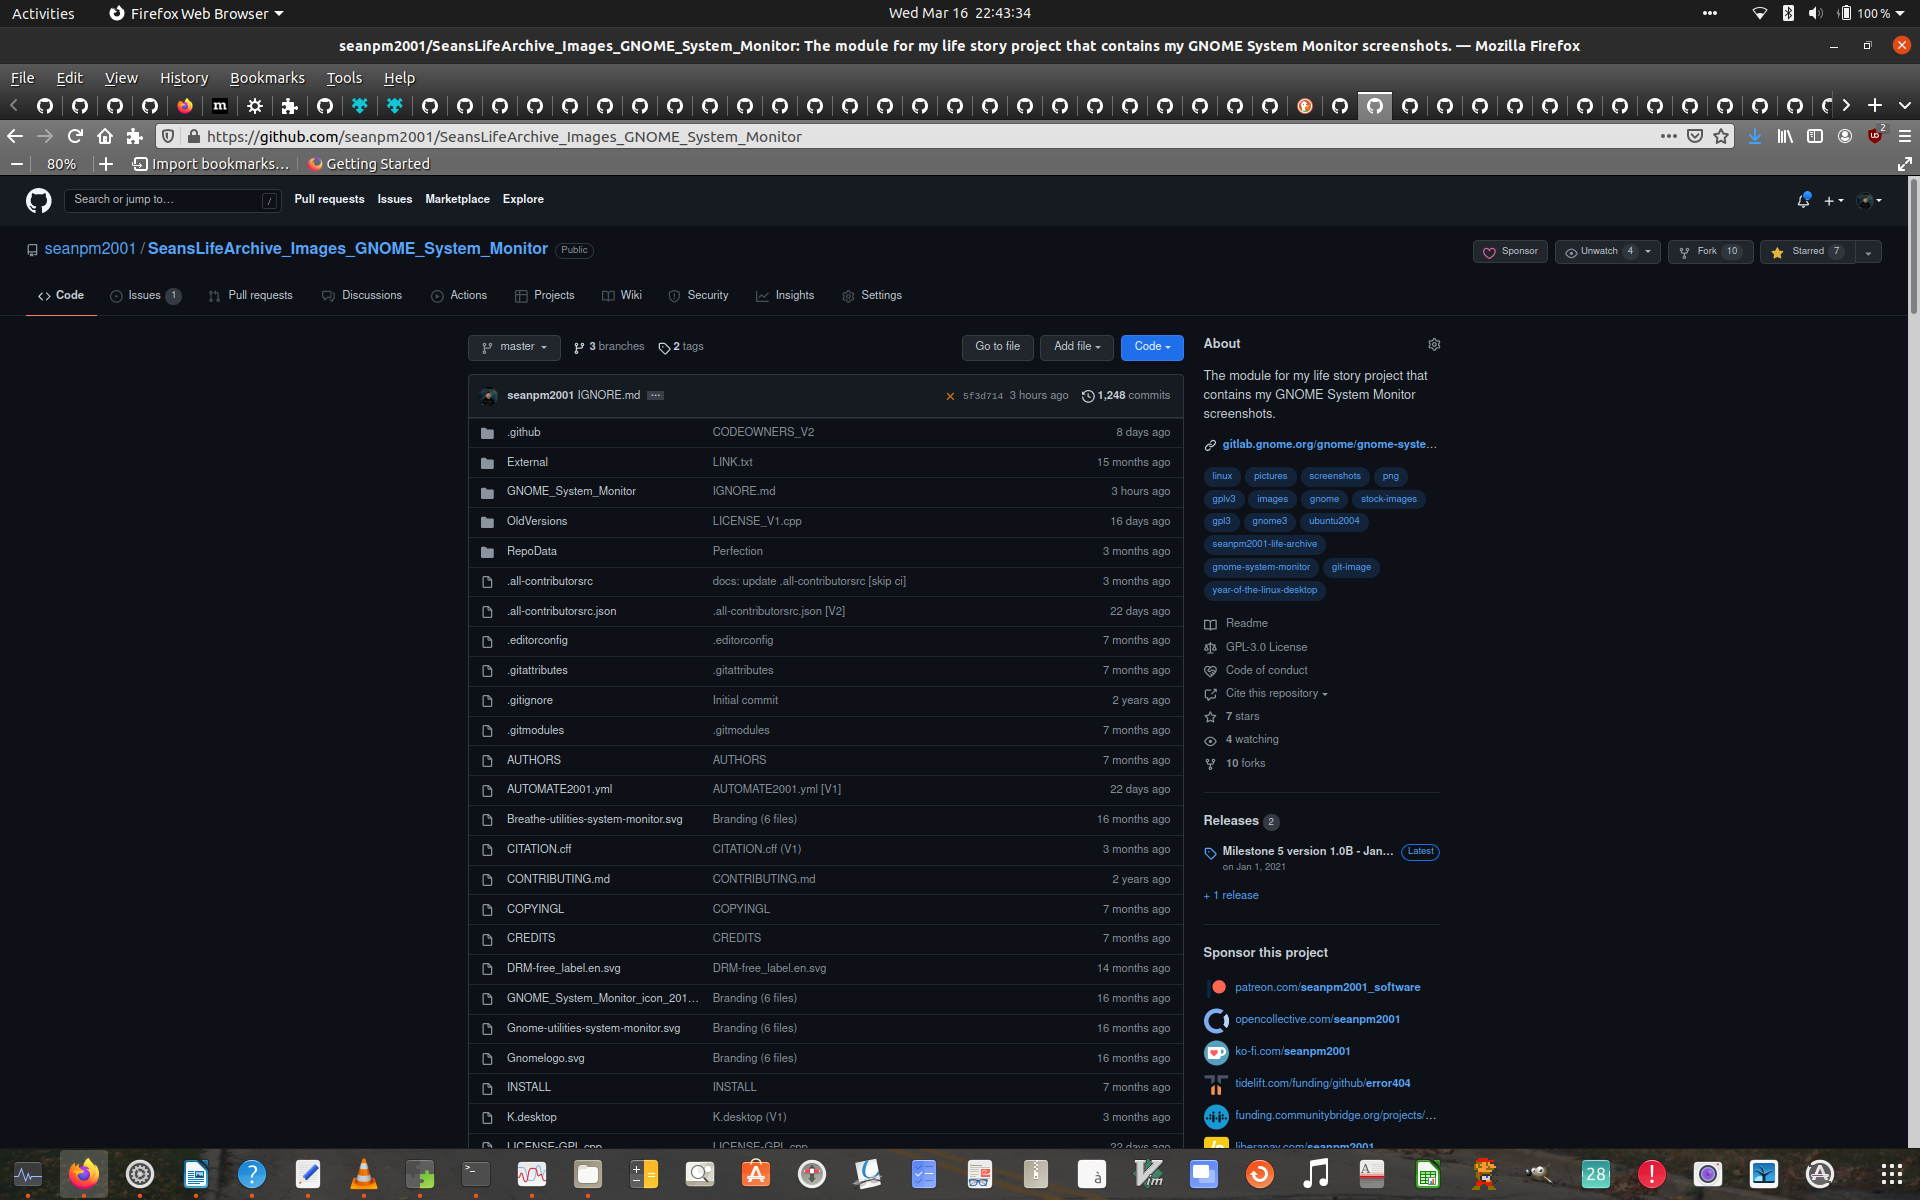 Activities Firefox Web Browser Wed Mar 16 22:43:34 100 %
seanpm2001/SeansLifeArchive_Images_GNOME_System_Monitor: The module for my life story project that contains my GNOME System Monitor screenshots. — Mozilla Firefox
File Edit View History Bookmarks Tools Help
https://github.com/seanpm2001/SeansLifeArchive_Images_GNOME_System_Monitor 2
80% Import bookmarks… Getting Started
Search or jump to… / Pull requests Issues Marketplace Explore
seanpm2001 / SeansLifeArchive_Images_GNOME_System_Monitor Public Sponsor Unwatch 4 Fork 10 Starred 7
Code Issues 1 Pull requests Discussions Actions Projects Wiki Security Insights Settings
master 3 branches 2 tags Go to file Add file Code
seanpm2001 IGNORE.md ... 5f3d714 3 hours ago 1,248 commits
.github CODEOWNERS_V2 8 days ago
External LINK.txt 15 months ago
GNOME_System_Monitor IGNORE.md 3 hours ago
OldVersions LICENSE_V1.cpp 16 days ago
RepoData Perfection 3 months ago
.all-contributorsrc docs: update .all-contributorsrc [skip ci] 3 months ago
.all-contributorsrc.json .all-contributorsrc.json [V2] 22 days ago
.editorconfig .editorconfig 7 months ago
.gitattributes .gitattributes 7 months ago
.gitignore Initial commit 2 years ago
.gitmodules .gitmodules 7 months ago
AUTHORS AUTHORS 7 months ago
AUTOMATE2001.yml AUTOMATE2001.yml [V1] 22 days ago
Breathe-utilities-system-monitor.svg Branding (6 files) 16 months ago
CITATION.cff CITATION.cff (V1) 3 months ago
CONTRIBUTING.md CONTRIBUTING.md 2 years ago
COPYINGL COPYINGL 7 months ago
CREDITS CREDITS 7 months ago
DRM-free_label.en.svg DRM-free_label.en.svg 14 months ago
GNOME_System_Monitor_icon_201… Branding (6 files) 16 months ago
Gnome-utilities-system-monitor.svg Branding (6 files) 16 months ago
Gnomelogo.svg Branding (6 files) 16 months ago
INSTALL INSTALL 7 months ago
K.desktop K.desktop (V1) 3 months ago
LICENSE-GPL.cpp LICENSE-GPL.cpp 22 days ago
About
The module for my life story project that
contains my GNOME System Monitor
screenshots.
gitlab.gnome.org/gnome/gnome-syste…
linux pictures screenshots png
gplv3 images gnome stock-images
gpl3 gnome3 ubuntu2004
seanpm2001-life-archive
gnome-system-monitor git-image
year-of-the-linux-desktop
Readme
GPL-3.0 License
Code of conduct
Cite this repository
7 stars
4 watching
10 forks
Releases 2
Milestone 5 version 1.0B - Jan… Latest
on Jan 1, 2021
+ 1 release
Sponsor this project
patreon.com/seanpm2001_software
opencollective.com/seanpm2001
ko-fi.com/seanpm2001
tidelift.com/funding/github/error404
funding.communitybridge.org/projects/…
liberapay.com/seanpm2001
28